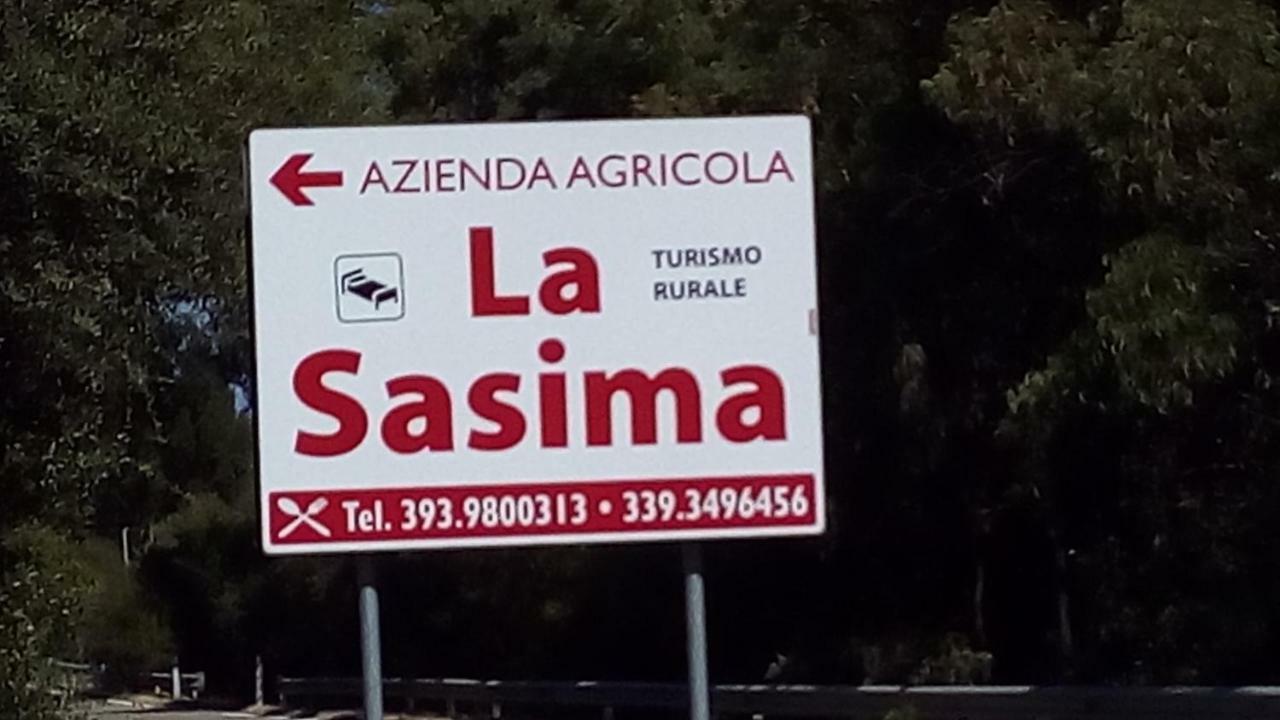 AZIENDA AGRICOLA
La
TURISMO
RURALE
Sasima
Tel. 393.9800313 • 339.3496456